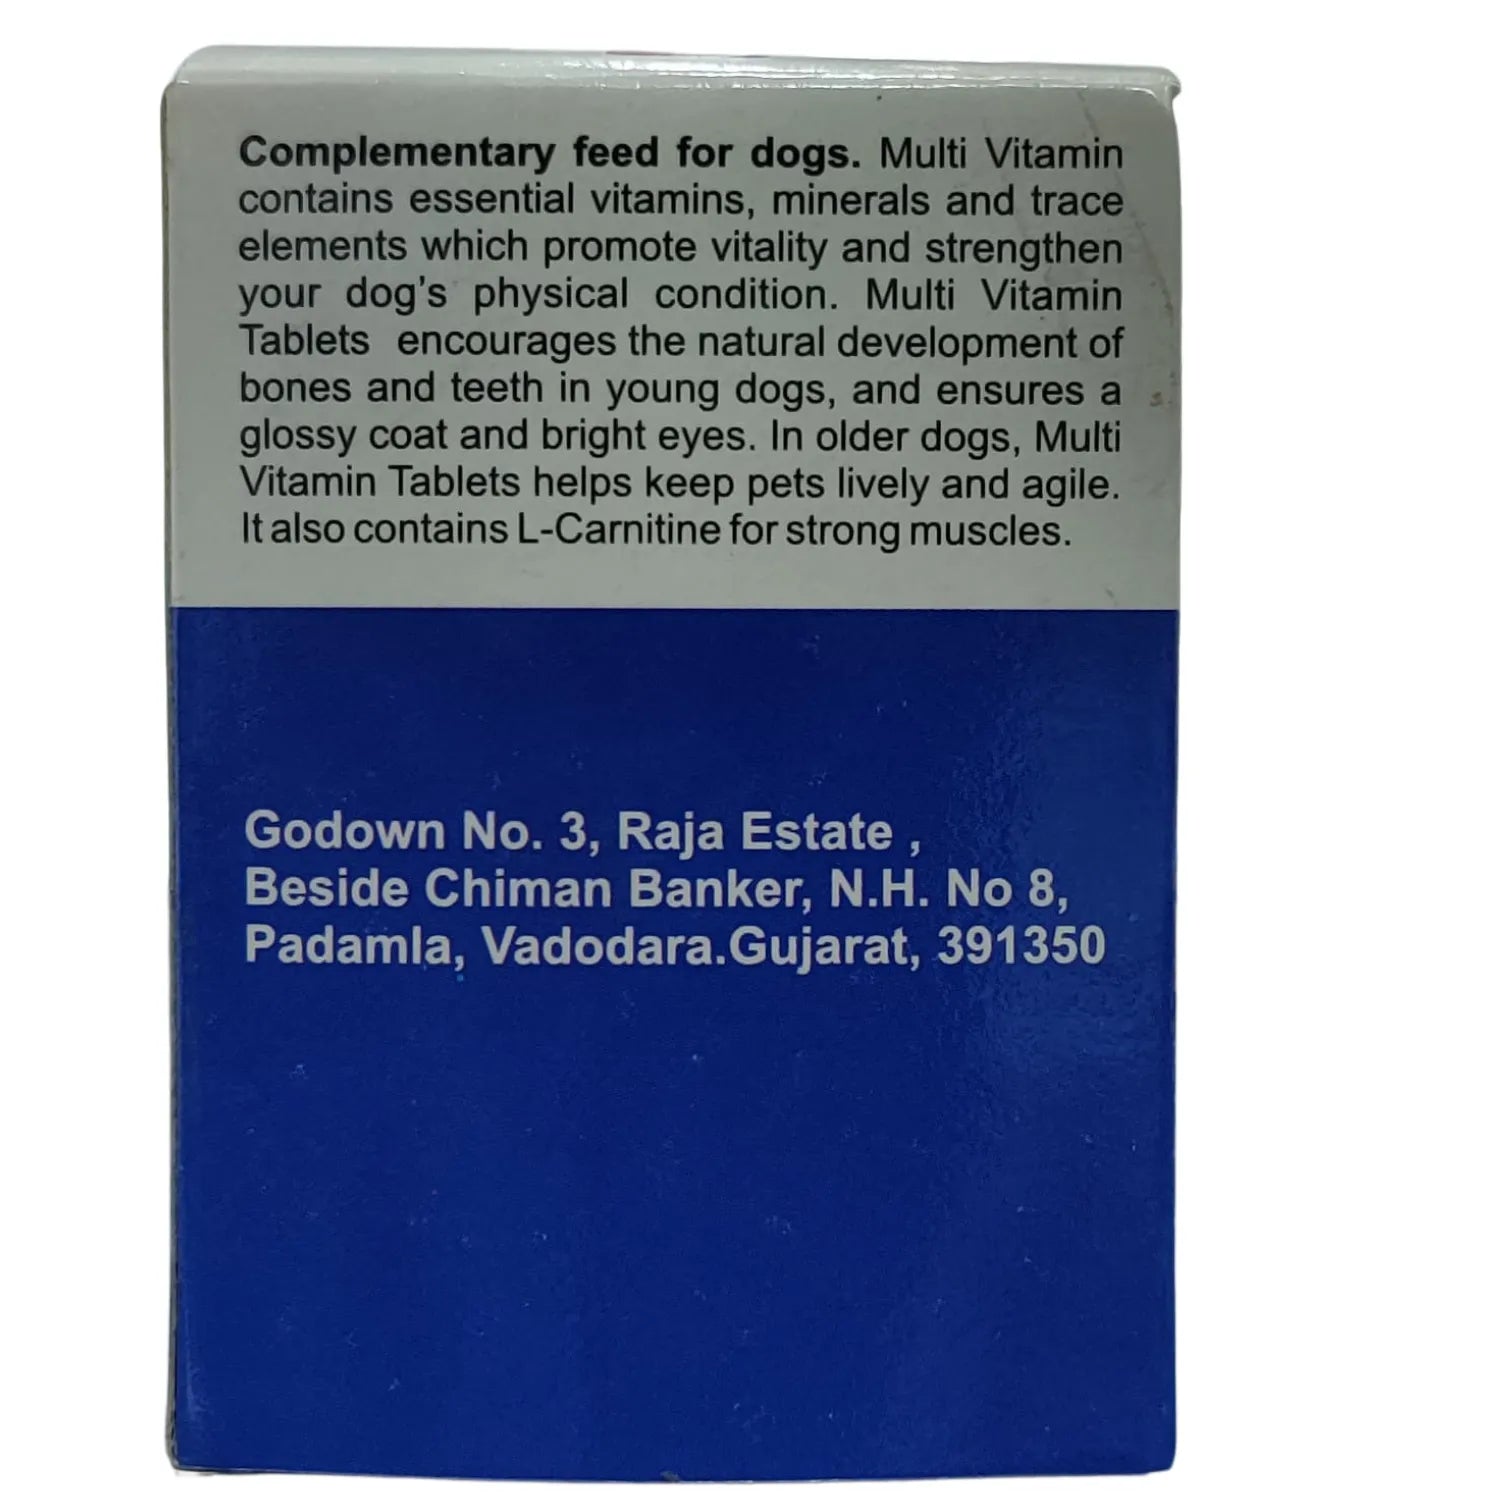 Complementary feed for dogs. Multi Vitamin
contains essential vitamins, minerals and trace
elements which promote vitality and strengthen
your dog's physical condition. Multi Vitamin
Tablets encourages the natural development of
bones and teeth in young dogs, and ensures a
glossy coat and bright eyes. In older dogs, Multi
Vitamin Tablets helps keep pets lively and agile.
It also contains L-Carnitine for strong muscles.
Godown No. 3, Raja Estate ,
Beside Chiman Banker, N.H. No 8,
Padamla, Vadodara.Gujarat, 391350